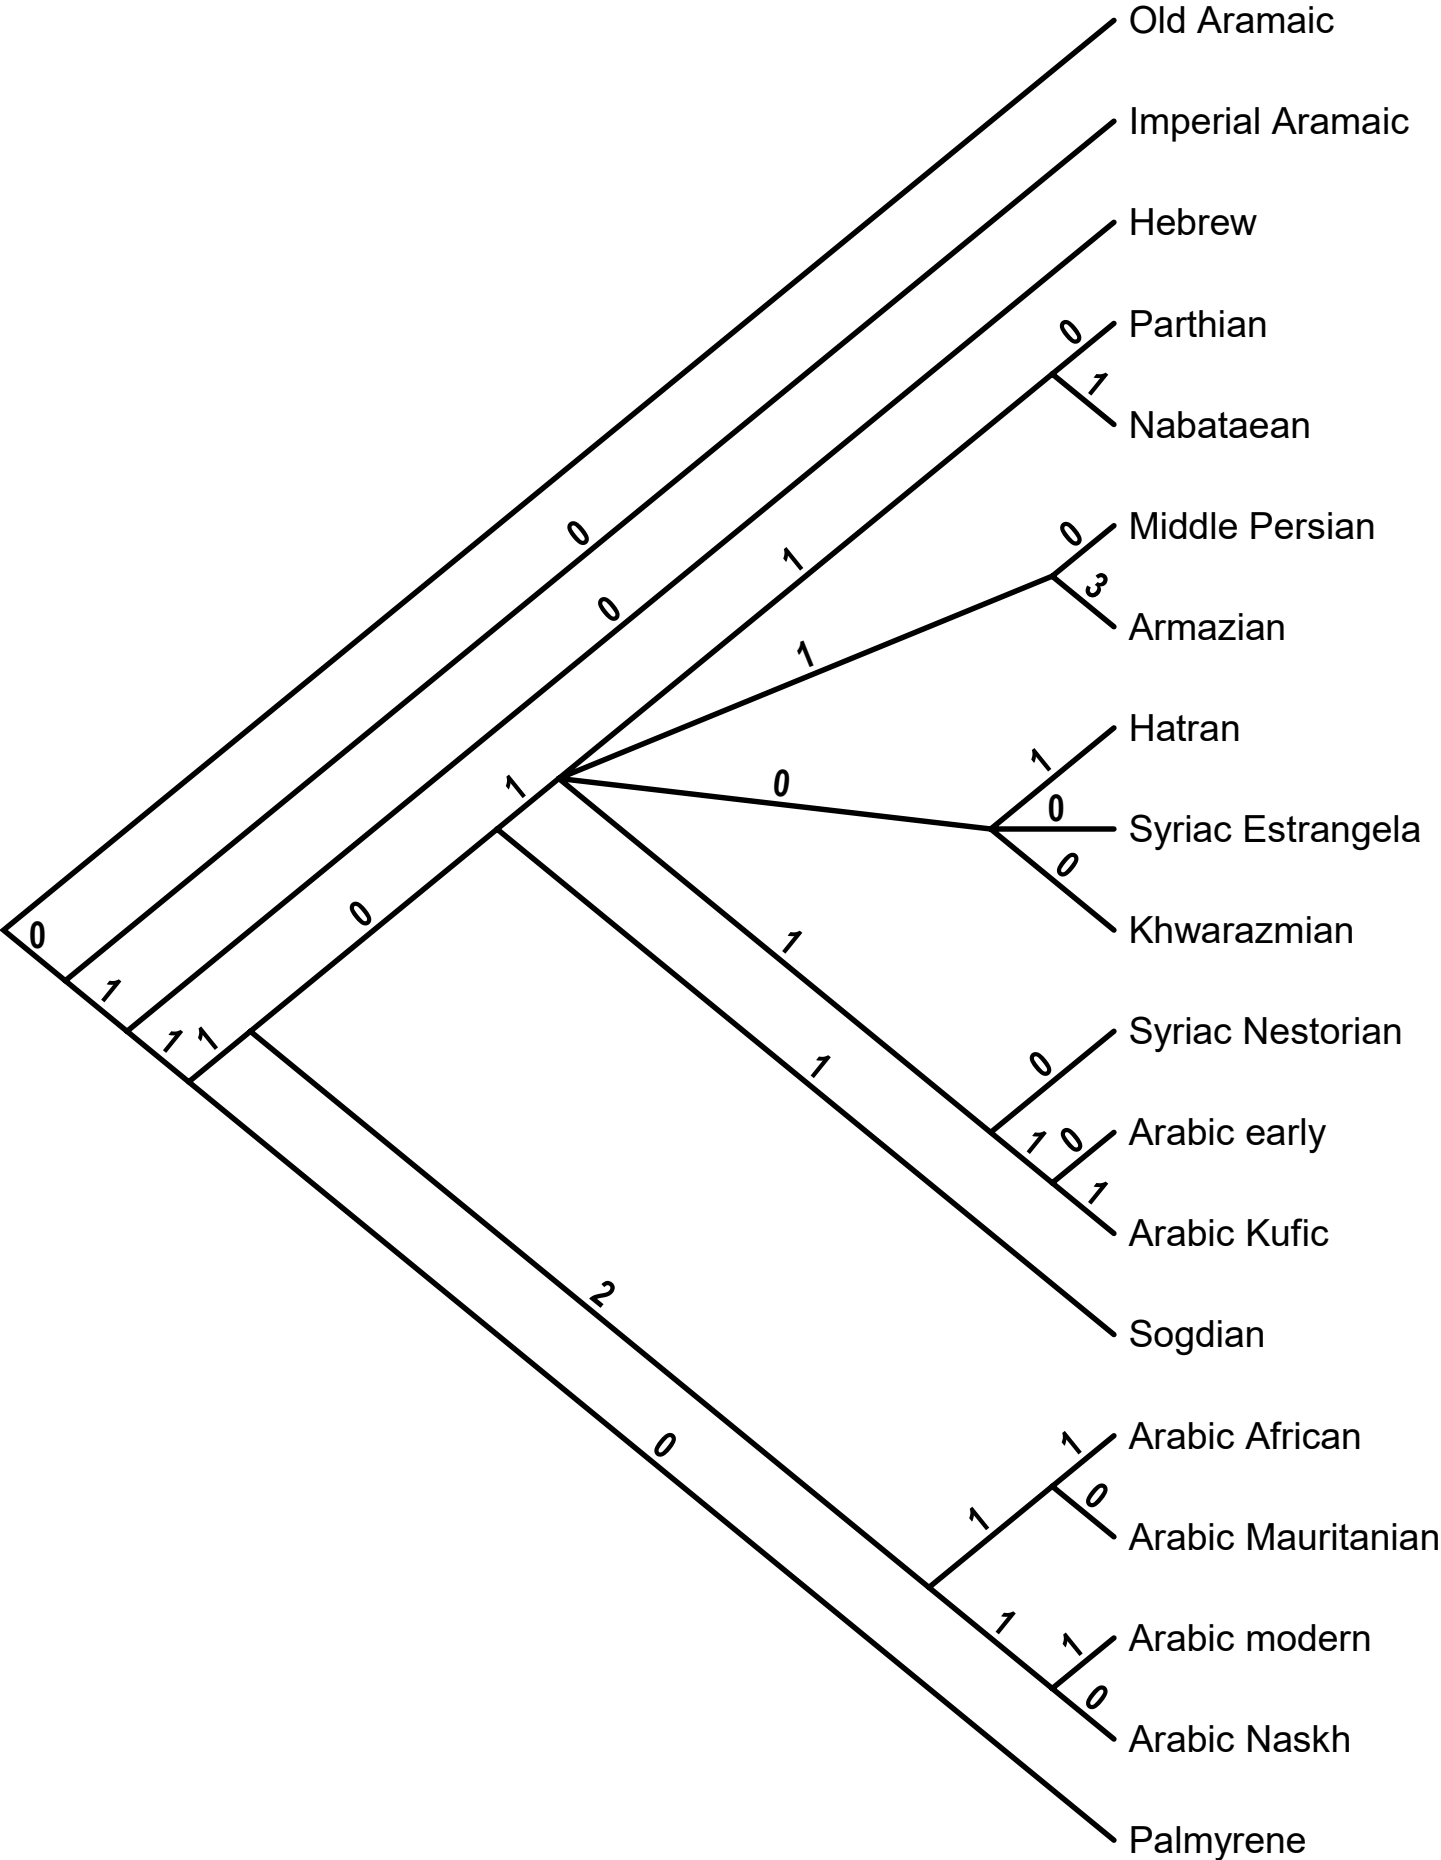 Old Aramaic
Imperial Aramaic
Hebrew
0
Parthian
1
Nabataean
0
0
Middle Persian
1
3
Armazian
0
1
Hatran
1
0
1
0
Syriac Estrangela
0
Khwarazmian
0
0
1
1
Syriac Nestorian
1
1
0
1
1
0
Arabic early
1
Arabic Kufic
2
Sogdian
0
1
Arabic African
0
1
Arabic Mauritanian
1
1
Arabic modern
0
Arabic Naskh
Palmyrene